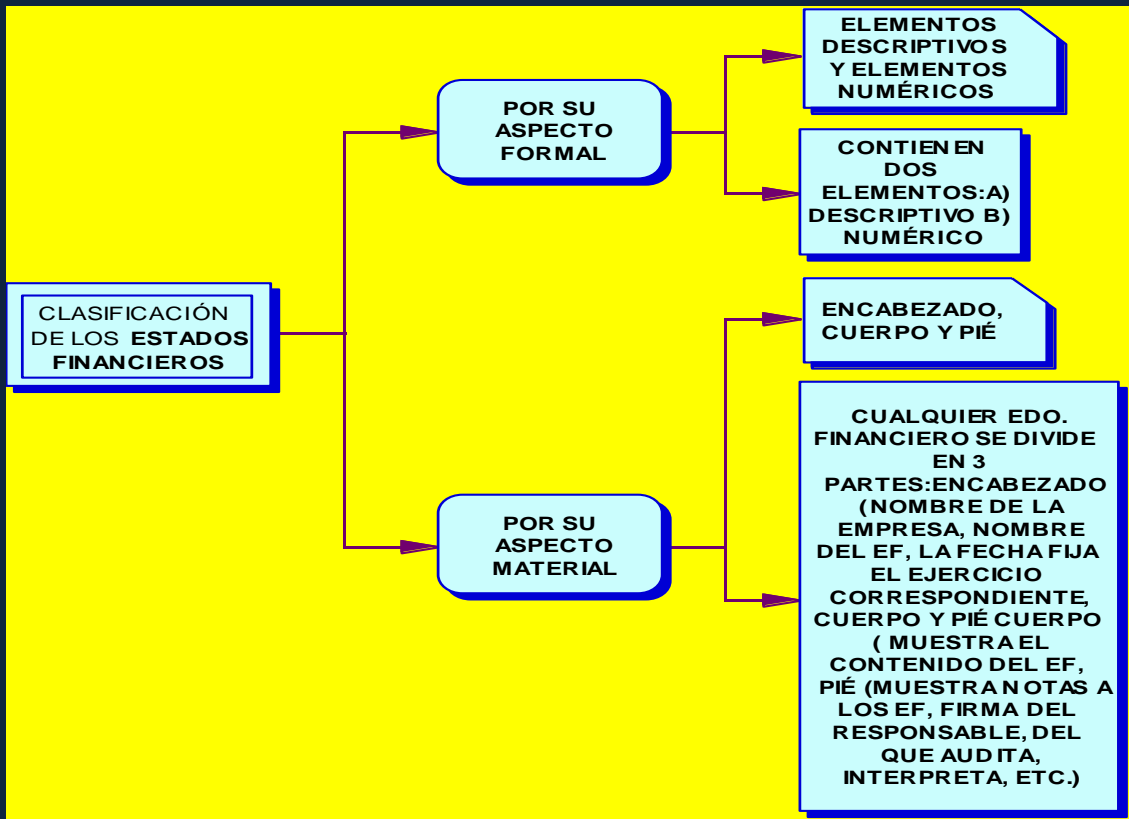 CLASIFICACIÓN
DE LOS ESTADOS
FINANCIEROS
POR SU
ASPECTO
FORMAL
ELEMENTOS
DESCRIPTIVOS
Y ELEMENTOS
NUMÉRICOS
CONTIENEN
DOS
ELEMENTOS:A)
DESCRIPTIVO B)
NUMÉRICO
POR SU
ASPECTO
MATERIAL
ENCABEZADO,
CUERPO Y PIÉ
CUALQUIER EDO.
FINANCIERO SE DIVIDE
EN 3
PARTES:ENCABEZADO
(NOMBRE DE LA
EMPRESA, NOMBRE
DEL EF, LA FECHA FIJA
EL EJERCICIO
CORRESPONDIENTE,
CUERPO Y PIÉ CUERPO
( MUESTRA EL
CONTENIDO DEL EF,
PIÉ (MUESTRA NOTAS A
LOS EF, FIRMA DEL
RESPONSABLE, DEL
QUE AUDITA,
INTERPRETA, ETC.)